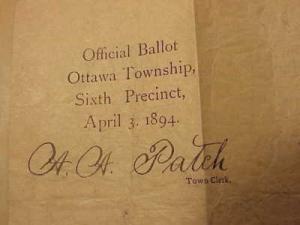 Official Ballot
Ottawa Township,
Sixth Precinct,
April 3. 1894.
A. A. Patch
Town Clerk.